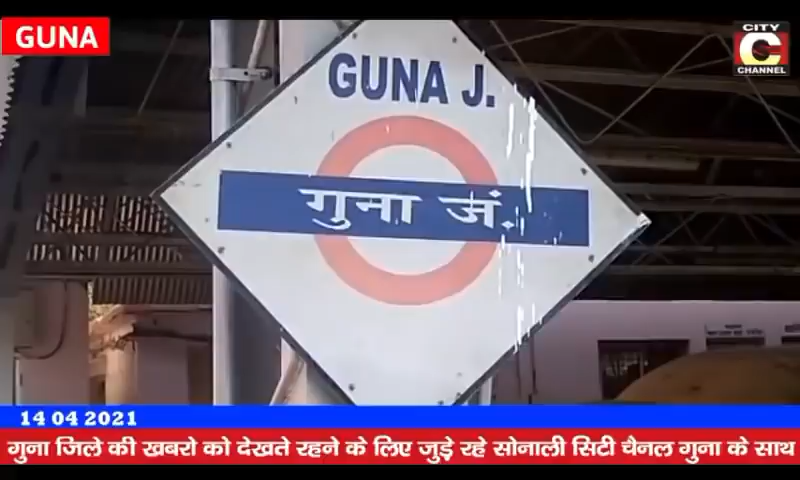 GUNA
CITY
C
CHANNEL
GUNA J.
गुना जं.
14 04 2021
गुना जिले की खबरो को देखते रहने के लिए जुड़े रहे सोनाली सिटी चैनल गुना के साथ